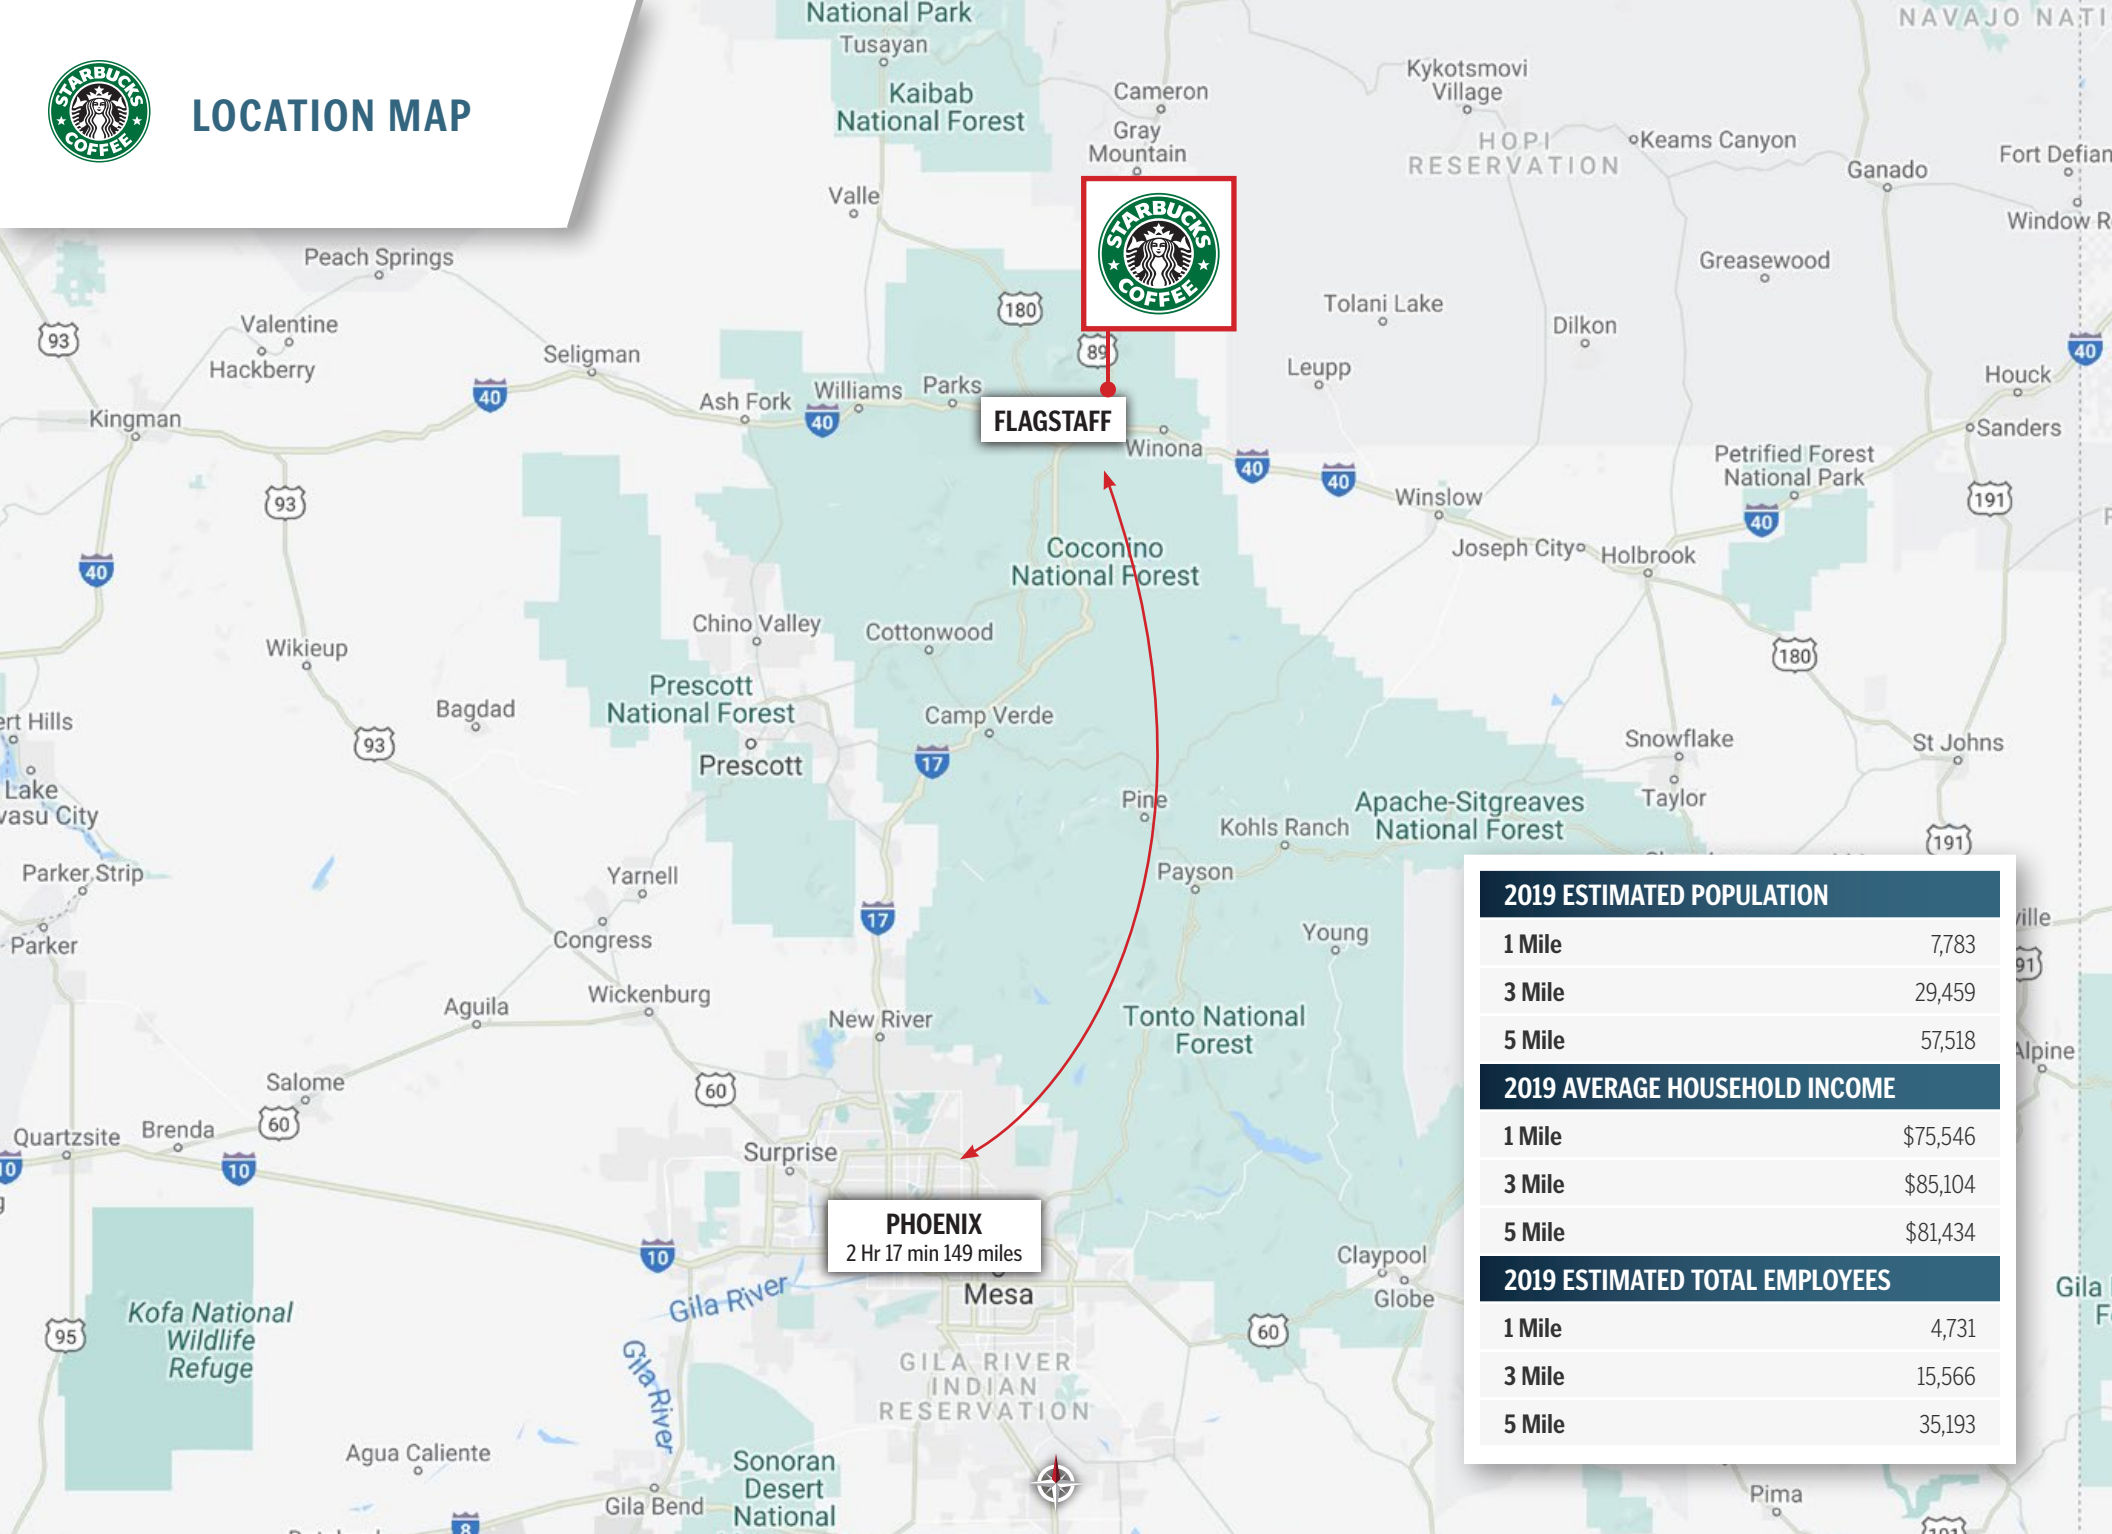 STARBUCKS COFFEE
LOCATION MAP
National Park
Tusayan
Kaibab
National Forest
Cameron
Gray
Mountain
Kykotsmovi
Village
NAVAJO NATI
HOPI
RESERVATION
Keams Canyon
Ganado
Fort Defian
Window R
Valle
STARBUCKS COFFEE
Peach Springs
Greasewood
180
Tolani Lake
Dilkon
93
Valentine
Hackberry
Seligman
89
40
Leupp
Houck
40
Ash Fork
Williams
Parks
40
Kingman
FLAGSTAFF
Winona
Sanders
40
40
Petrified Forest
National Park
93
Winslow
191
40
Joseph City
Holbrook
40
Coconino
National Forest
Chino Valley
Cottonwood
Wikieup
180
Prescott
National Forest
Bagdad
Camp Verde
ert Hills
93
Prescott
17
Snowflake
St Johns
Lake
vasu City
Pine
Taylor
Kohls Ranch
Apache-Sitgreaves
National Forest
191
Parker Strip
Yarnell
Payson
17
Parker
Congress
Young
ville
91
Aguila
Wickenburg
New River
Tonto National
Forest
Alpine
Salome
60
60
Quartzsite
Brenda
10
10
Surprise
PHOENIX
2 Hr 17 min 149 miles
10
Mesa
Claypool
Globe
Gila
F
Kofa National
Wildlife
Refuge
95
Gila River
Gila River
60
GILA RIVER
INDIAN
RESERVATION
Agua Caliente
Sonoran
Desert
National
Gila Bend
8
Pima
191
2019 ESTIMATED POPULATION
1 Mile 7,783
3 Mile 29,459
5 Mile 57,518
2019 AVERAGE HOUSEHOLD INCOME
1 Mile $75,546
3 Mile $85,104
5 Mile $81,434
2019 ESTIMATED TOTAL EMPLOYEES
1 Mile 4,731
3 Mile 15,566
5 Mile 35,193